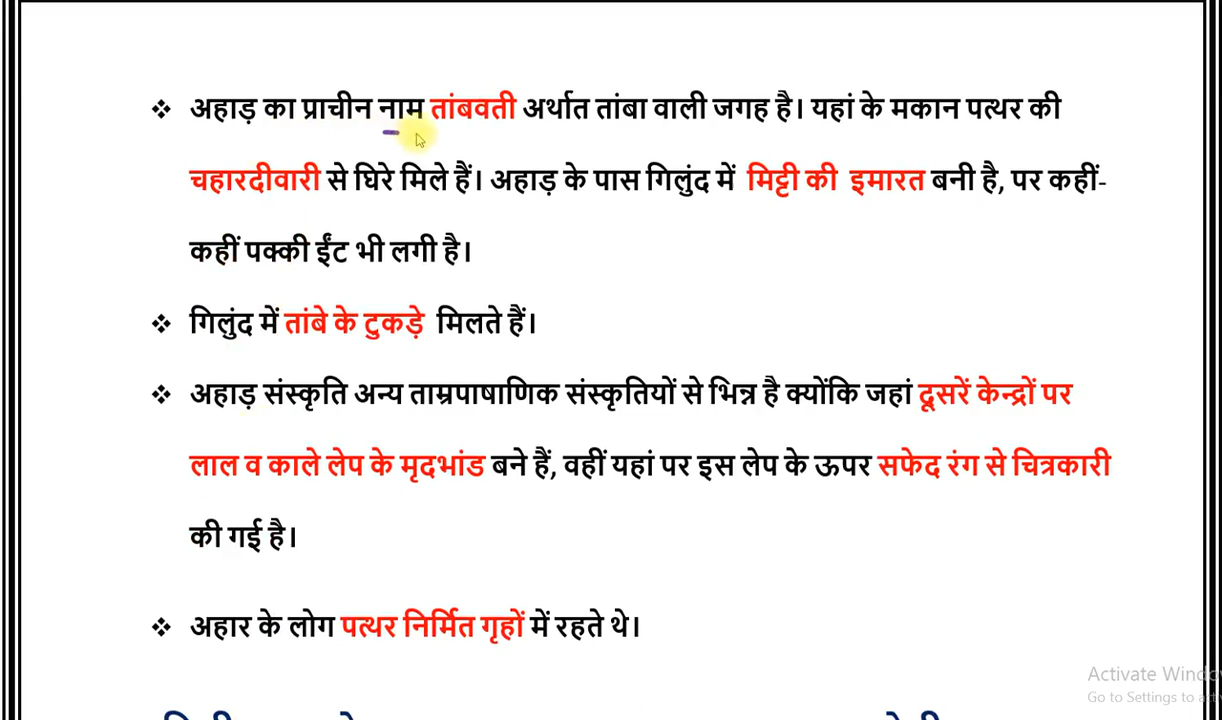 ❖ अहाड़ का प्राचीन नाम तांबवती अर्थात तांबा वाली जगह है। यहां के मकान पत्थर की
चहारदीवारी से घिरे मिले हैं। अहाड़ के पास गिलुंद में मिट्टी की इमारत बनी है, पर कहीं-
कहीं पक्की ईंट भी लगी है।
❖ गिलुंद में तांबे के टुकड़े मिलते हैं।
❖ अहाड़ संस्कृति अन्य ताम्रपाषाणिक संस्कृतियों से भिन्न है क्योंकि जहां दूसरें केन्द्रों पर
लाल व काले लेप के मृदभांड बने हैं, वहीं यहां पर इस लेप के ऊपर सफेद रंग से चित्रकारी
की गई है।
❖ अहार के लोग पत्थर निर्मित गृहों में रहते थे।
Activate Windo
Go to Settings to